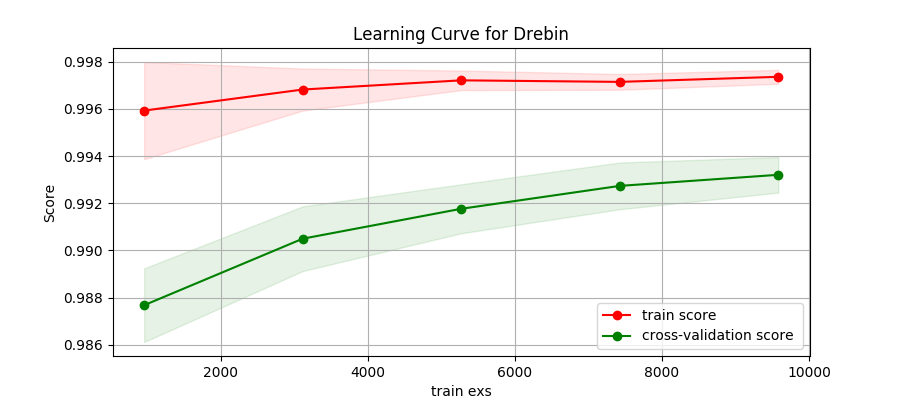 Learning Curve for Drebin
Score
0.998
0.996
0.994
0.992
0.990
0.988
0.986
train score
cross-validation score
2000 4000 6000 8000 10000
train exs